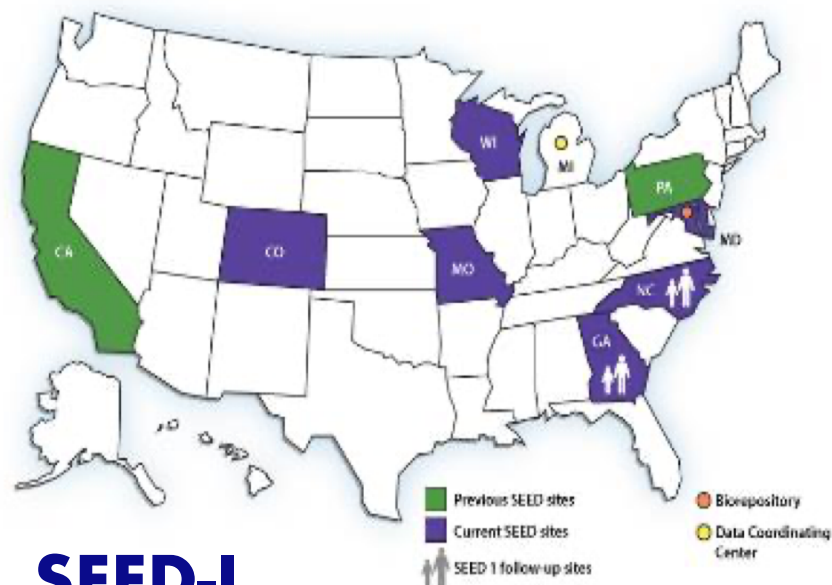 WI
MI
PA
CA
CO
MD
MO
NC
GA
Previous SEED sites
Biorepository
Current SEED sites
Data Coordinating
Center
SEED 1 follow-up sites